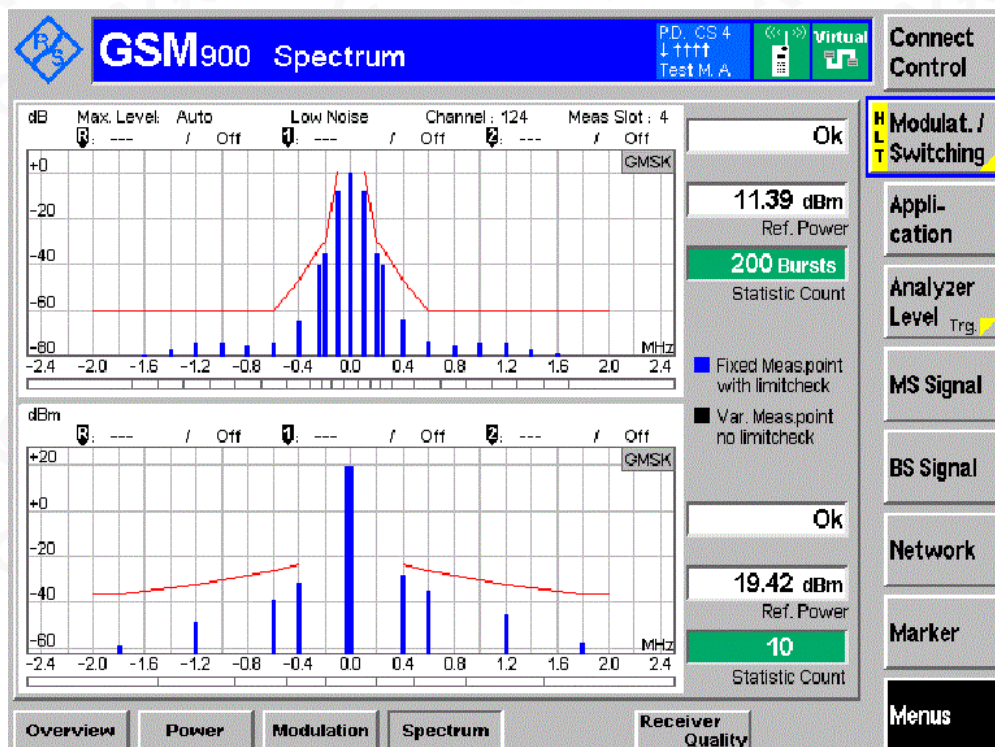 R/S
GSM900 Spectrum
P.D. CS 4
Test M. A
Virtual
Connect Control
dB Max. Level: Auto Low Noise Channel : 124 Meas Slot : 4
R: --- / Off 1: --- / Off 2: --- / Off
GMSK
+0
-20
-40
-60
-80
MHz
-2.4 -2.0 -1.6 -1.2 -0.8 -0.4 0.0 0.4 0.8 1.2 1.6 2.0 2.4
Ok
11.39 dBm
Ref. Power
200 Bursts
Statistic Count
Fixed Meas.point
with limitcheck
Var. Meas.point
no limitcheck
dBm
R: --- / Off 1: --- / Off 2: --- / Off
GMSK
+20
+0
-20
-40
-60
MHz
-2.4 -2.0 -1.6 -1.2 -0.8 -0.4 0.0 0.4 0.8 1.2 1.6 2.0 2.4
Ok
19.42 dBm
Ref. Power
10
Statistic Count
HLT
Modulat. /
Switching
Appli-
cation
Analyzer
Level Trg.
MS Signal
BS Signal
Network
Marker
Menus
Overview Power Modulation Spectrum Receiver
Quality